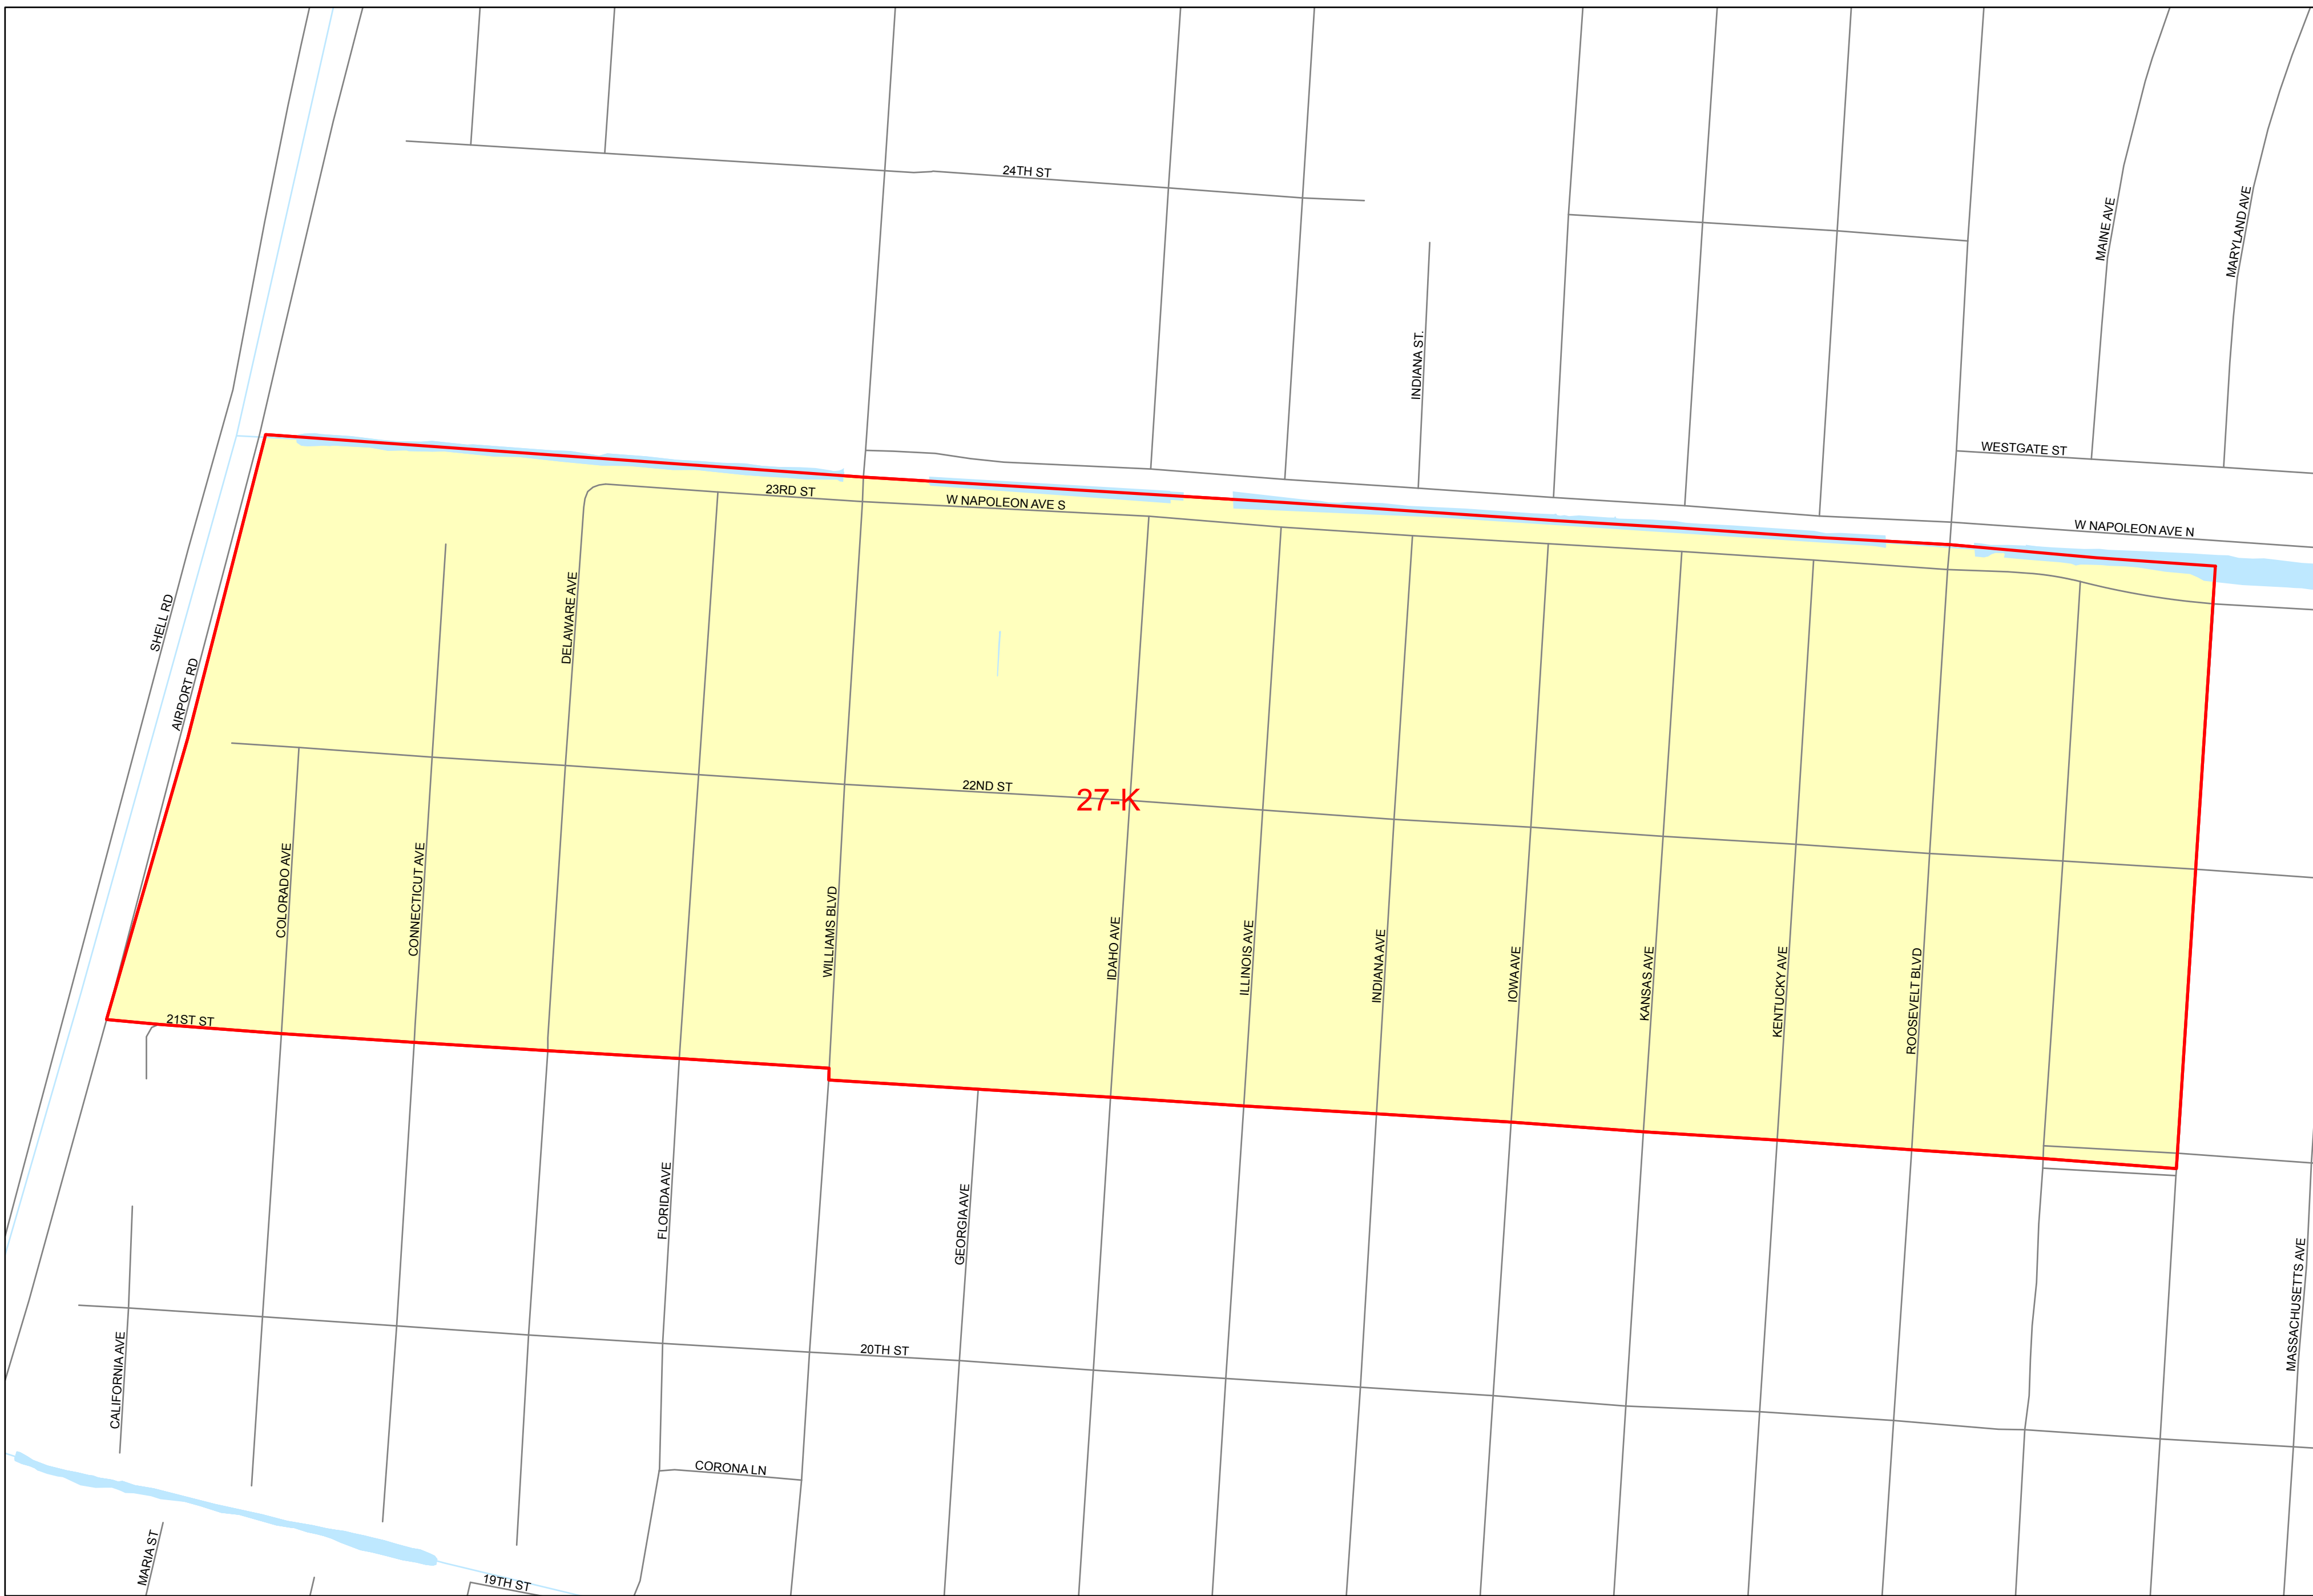 24TH ST
MAINE AVE
MARYLAND AVE
INDIANA ST.
WESTGATE ST
23RD ST
W NAPOLEON AVE S
W NAPOLEON AVE N
SHELL RD
AIRPORT RD
DELAWARE AVE
22ND ST
27-K
COLORADO AVE
CONNECTICUT AVE
WILLIAMS BLVD
IDAHO AVE
ILLINOIS AVE
INDIANA AVE
IOWA AVE
KANSAS AVE
KENTUCKY AVE
ROOSEVELT BLVD
21ST ST
FLORIDA AVE
GEORGIA AVE
MASSACHUSETTS AVE
CALIFORNIA AVE
20TH ST
CORONA LN
MARIA ST
19TH ST